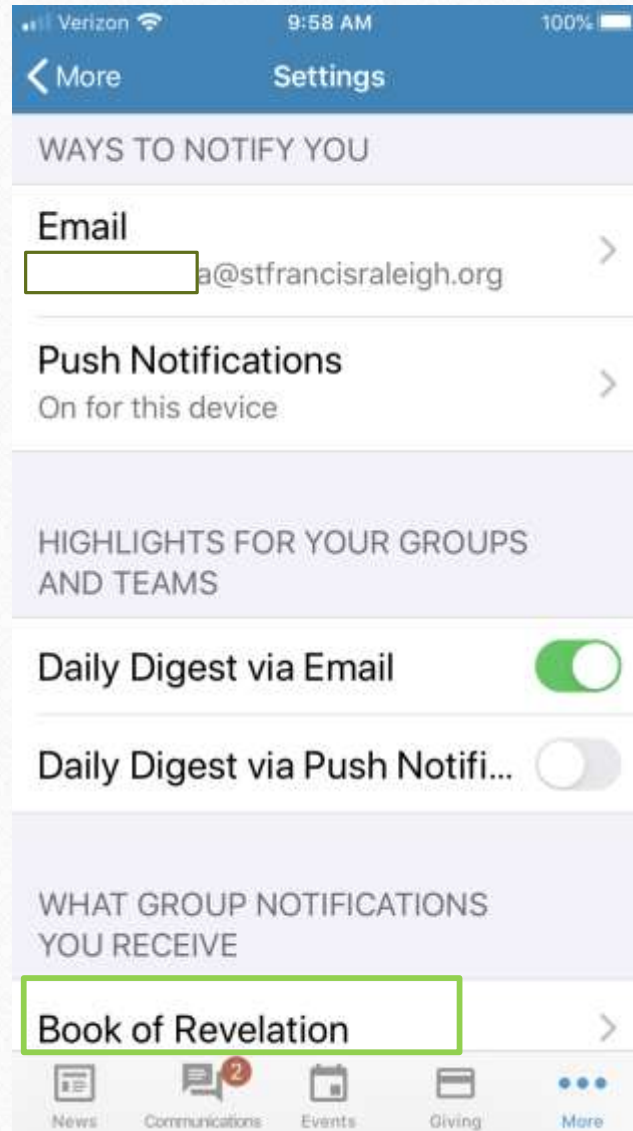 Verizon 9:58 AM 100%
More Settings
WAYS TO NOTIFY YOU
Email
a@stfrancisraleigh.org
Push Notifications
On for this device
HIGHLIGHTS FOR YOUR GROUPS
AND TEAMS
Daily Digest via Email
Daily Digest via Push Notifi...
WHAT GROUP NOTIFICATIONS
YOU RECEIVE
Book of Revelation
2
News Communications Events Giving More